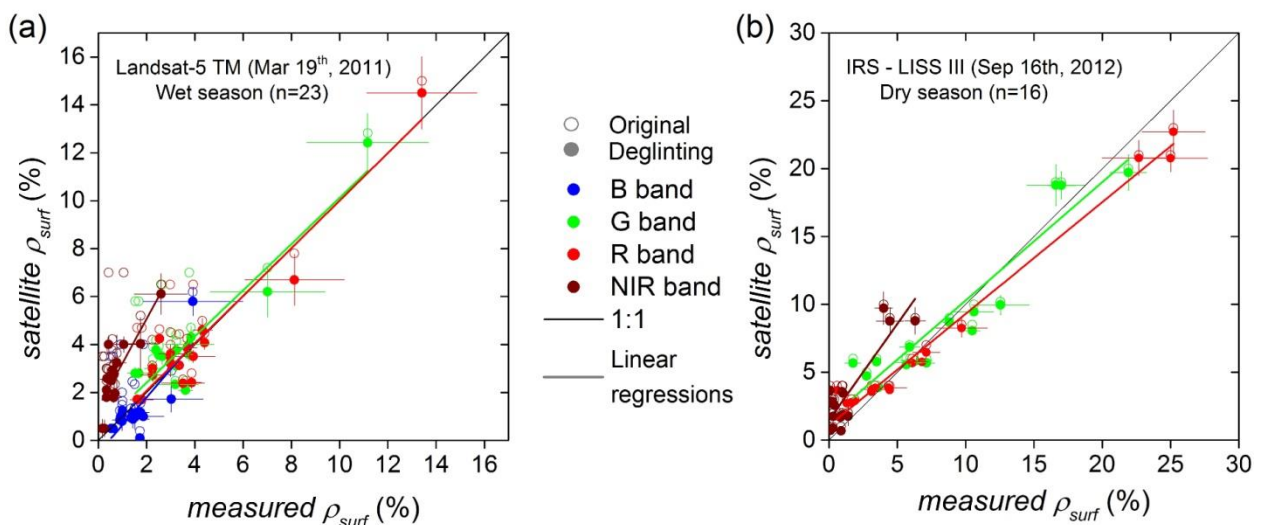 (a)
Landsat-5 TM (Mar 19th, 2011)
Wet season (n=23)
satellite ρsurf (%)
16
14
12
10
8
6
4
2
0
0 2 4 6 8 10 12 14 16
measured ρsurf (%)
Original
Deglinting
B band
G band
R band
NIR band
1:1
Linear
regressions
(b)
IRS - LISS III (Sep 16th, 2012)
Dry season (n=16)
satellite ρsurf (%)
30
25
20
15
10
5
0
0 5 10 15 20 25 30
measured ρsurf (%)